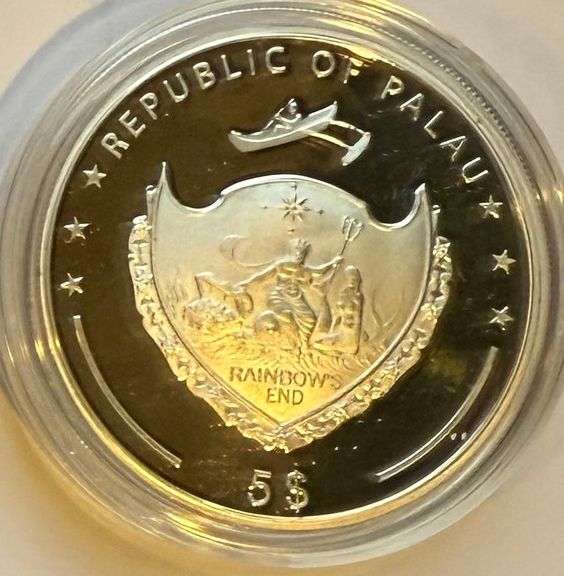 REPUBLIC OF PALAU
RAINBOW'S
END
5$